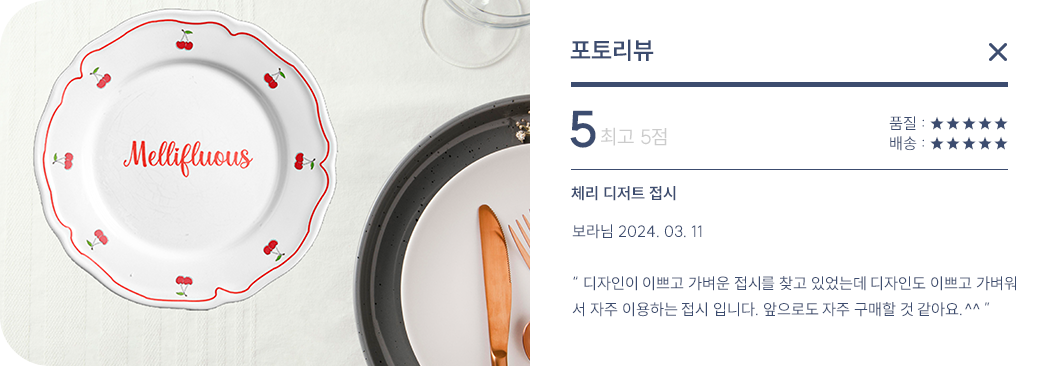 Mellifluous
포토리뷰
5 최고 5점
품질 : ★★★★★
배송 : ★★★★★
체리 디저트 접시
보라님 2024. 03. 11
" 디자인이 이쁘고 가벼운 접시를 찾고 있었는데 디자인도 이쁘고 가벼워
서 자주 이용하는 접시 입니다. 앞으로도 자주 구매할 것 같아요.^^ "